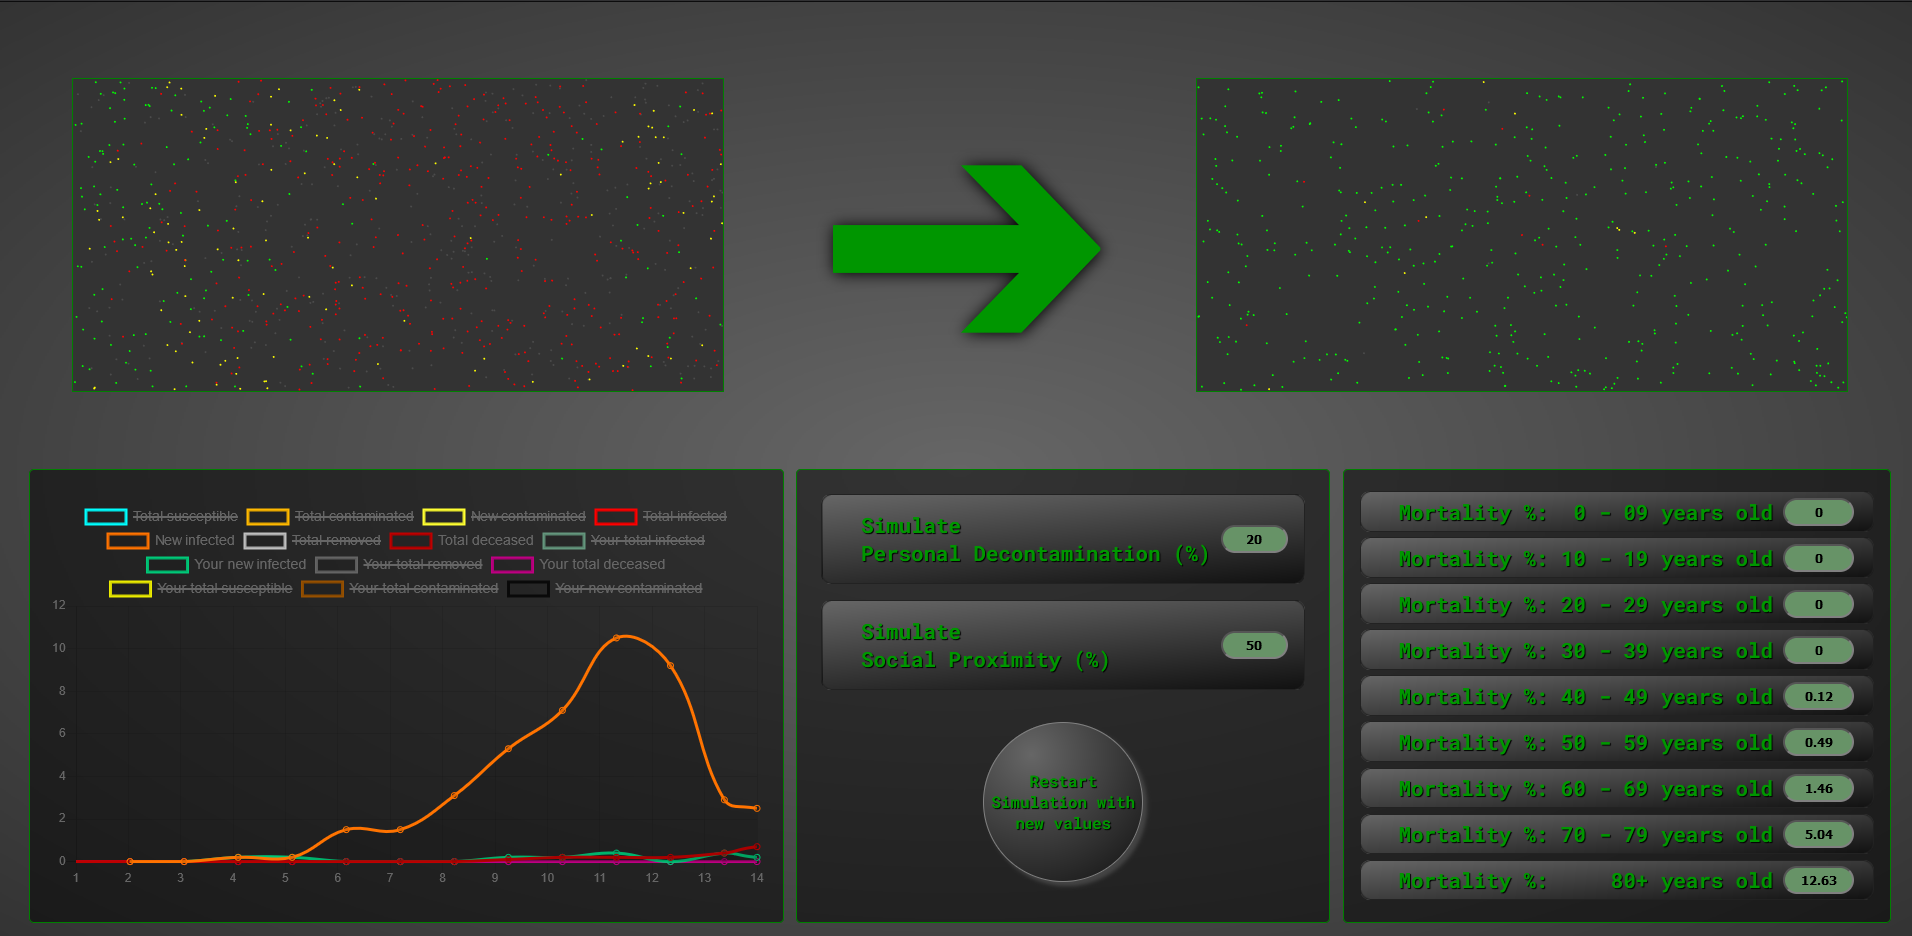 Total susceptible Total contaminated New contaminated Total infected
New infected Total removed Total deceased Your total infected
Your new infected Your total removed Your total deceased
Your total susceptible Your total contaminated Your new contaminated
12
10
8
6
4
2
0
1 2 3 4 5 6 7 8 9 10 11 12 13 14
Simulate
Personal Decontamination (%) 20
Simulate
Social Proximity (%) 50
Restart
Simulation with
new values
Mortality %: 0 - 09 years old 0
Mortality %: 10 - 19 years old 0
Mortality %: 20 - 29 years old 0
Mortality %: 30 - 39 years old 0
Mortality %: 40 - 49 years old 0.12
Mortality %: 50 - 59 years old 0.49
Mortality %: 60 - 69 years old 1.46
Mortality %: 70 - 79 years old 5.04
Mortality %: 80+ years old 12.63